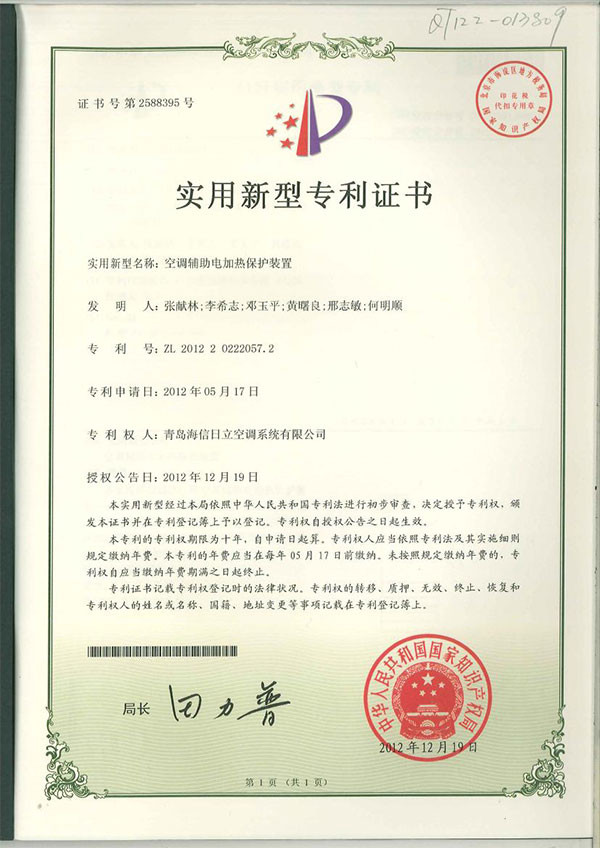 QT122-013809
证书号第2588395号
北京市海淀区地方税务局
印花税
代扣专用章
国家知识产权局
实用新型专利证书
实用新型名称：空调辅助电加热保护装置
发明人：张献林;李希志;邓玉平;黄曙良;邢志敏;何明顺
专利号：ZL 2012 2 0222057.2
专利申请日：2012年05月17日
专利权人：青岛海信日立空调系统有限公司
授权公告日：2012年12月19日
本实用新型经过本局依照中华人民共和国专利法进行初步审查，决定授予专利权、颁
发本证书并在专利登记簿上予以登记。专利权自授权公告之日起生效。
本专利的专利权期限为十年，自申请日起算。专利权人应当依照专利法及其实施细则
规定缴纳年费。本专利的年费应当在每年05月17日前缴纳。未按照规定缴纳年费的，专
利权自应当缴纳年费期满之日起终止。
专利证书记载专利权登记时的法律状况。专利权的转移、质押、无效、终止、恢复和
专利权人的姓名或名称、国籍、地址变更等事项记载在专利登记簿上。
局长 田力普
中华人民共和国国家知识产权局
2012年12月19日
第1页（共1页）